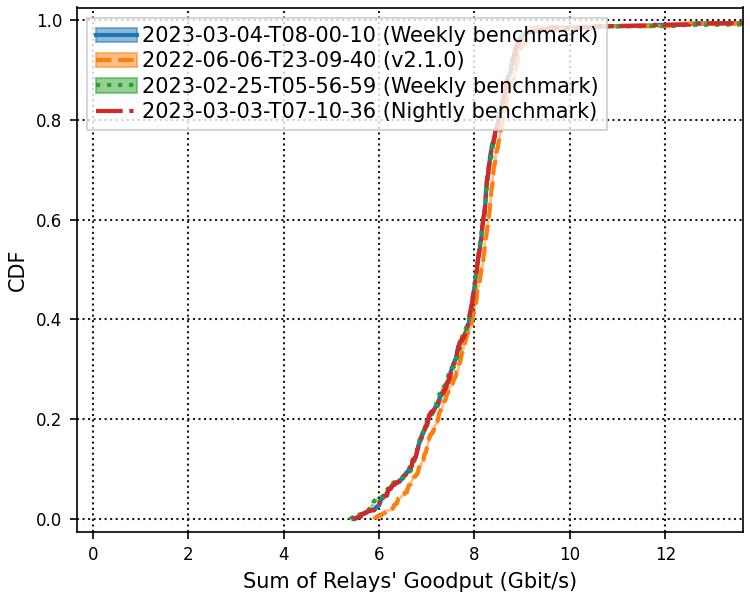 1.0
0.8
0.6
0.4
0.2
0.0
CDF
2023-03-04-T08-00-10 (Weekly benchmark)
2022-06-06-T23-09-40 (v2.1.0)
2023-02-25-T05-56-59 (Weekly benchmark)
2023-03-03-T07-10-36 (Nightly benchmark)
0 2 4 6 8 10 12
Sum of Relays' Goodput (Gbit/s)